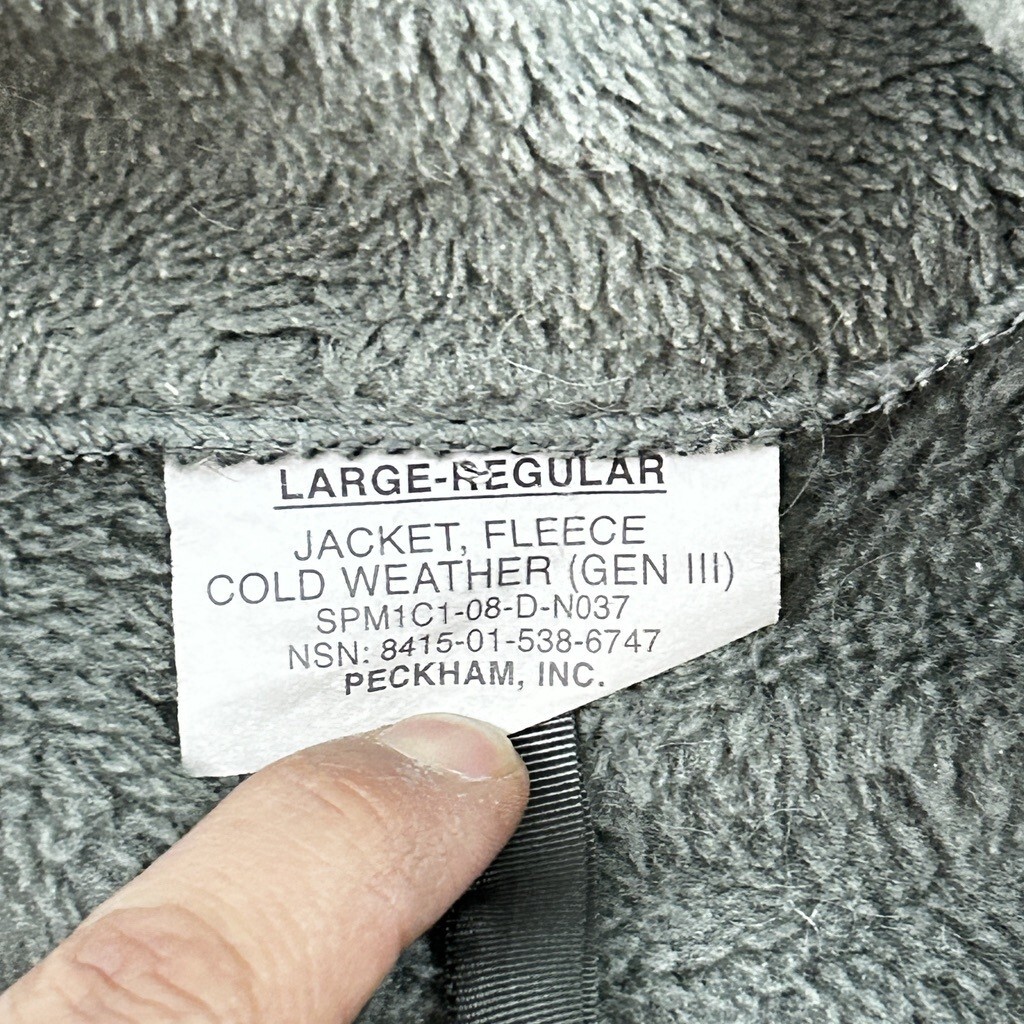 LARGE-REGULAR
JACKET, FLEECE
COLD WEATHER (GEN III)
SPM1C1-08-D-N037
NSN: 8415-01-538-6747
PECKHAM, INC.